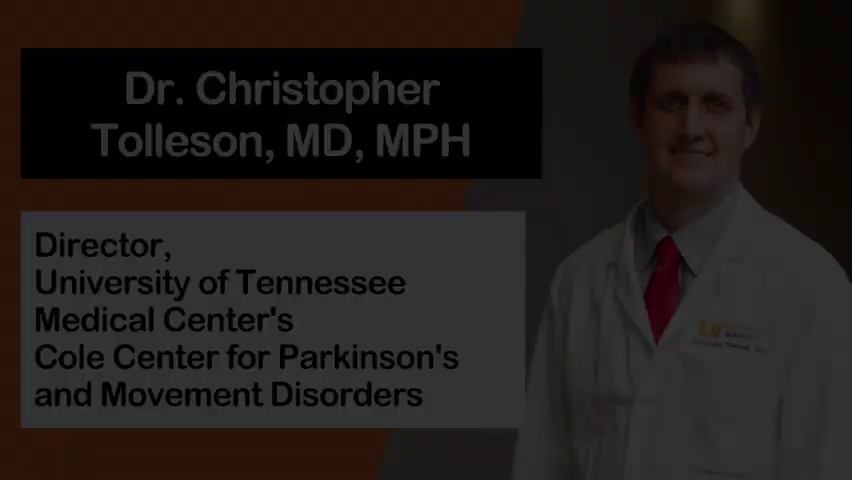 Dr. Christopher
Tolleson, MD, MPH
Director,
University of Tennessee
Medical Center's
Cole Center for Parkinson's
and Movement Disorders